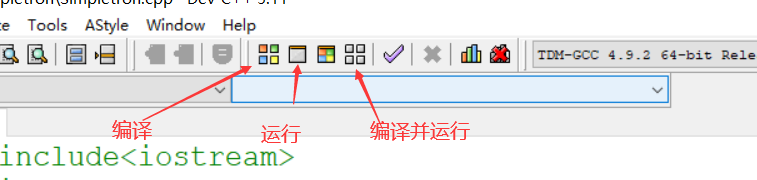 Tools AStyle Window Help
TDM-GCC 4.9.2 64-bit Rele
编译
运行
编译并运行
include<iostream>